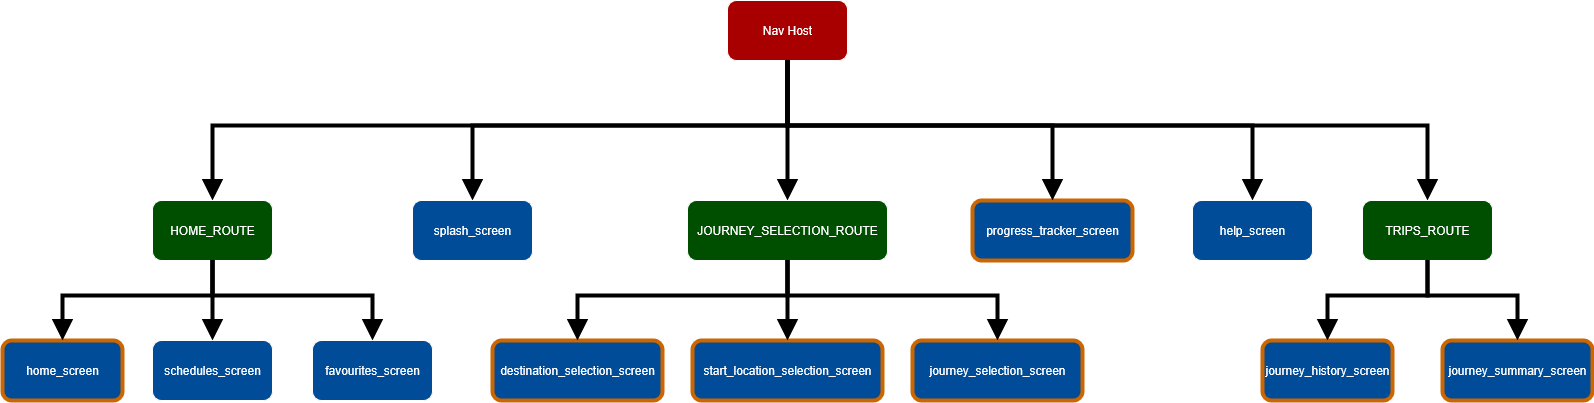 Nav Host
HOME_ROUTE
splash_screen
JOURNEY_SELECTION_ROUTE
progress_tracker_screen
help_screen
TRIPS_ROUTE
home_screen
schedules_screen
favourites_screen
destination_selection_screen
start_location_selection_screen
journey_selection_screen
journey_history_screen
journey_summary_screen